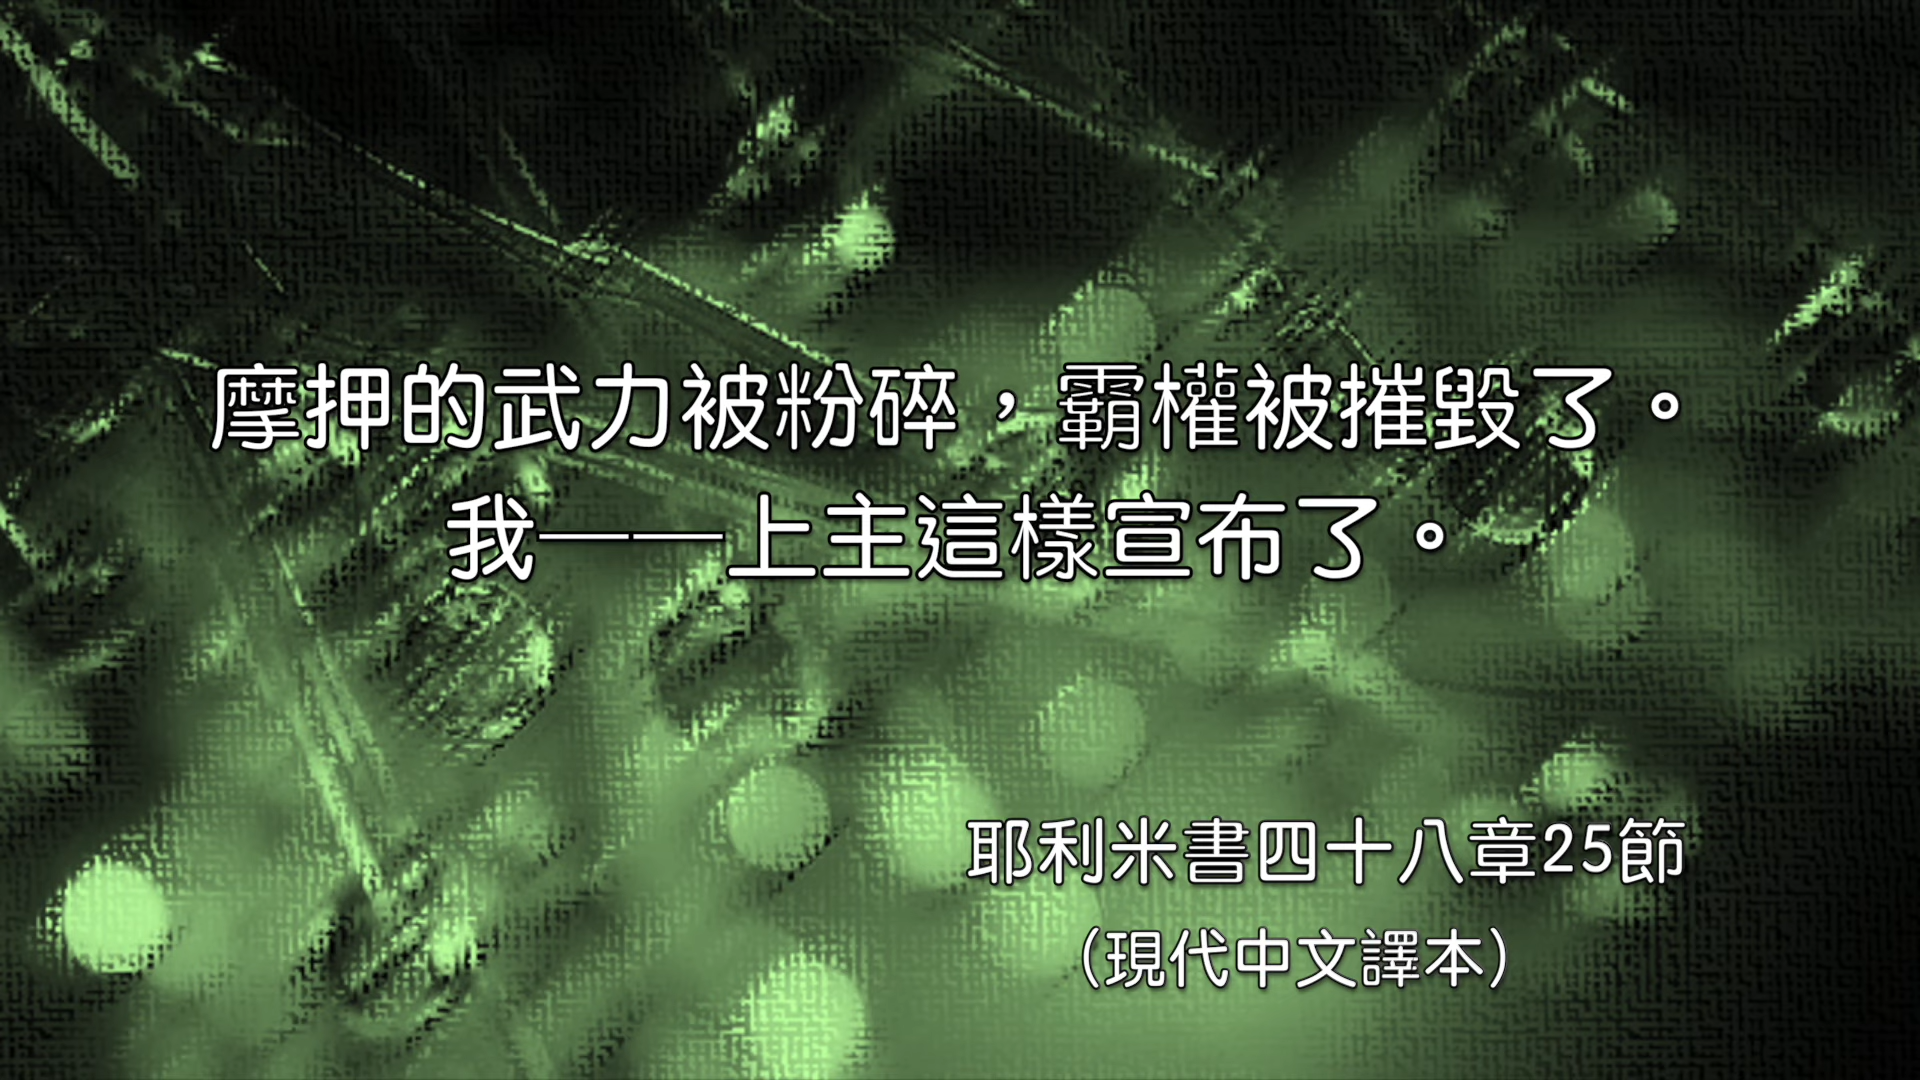 摩押的武力被粉碎，霸權被摧毀了。
我——上主這樣宣布了。
耶利米書四十八章25節
（現代中文譯本）